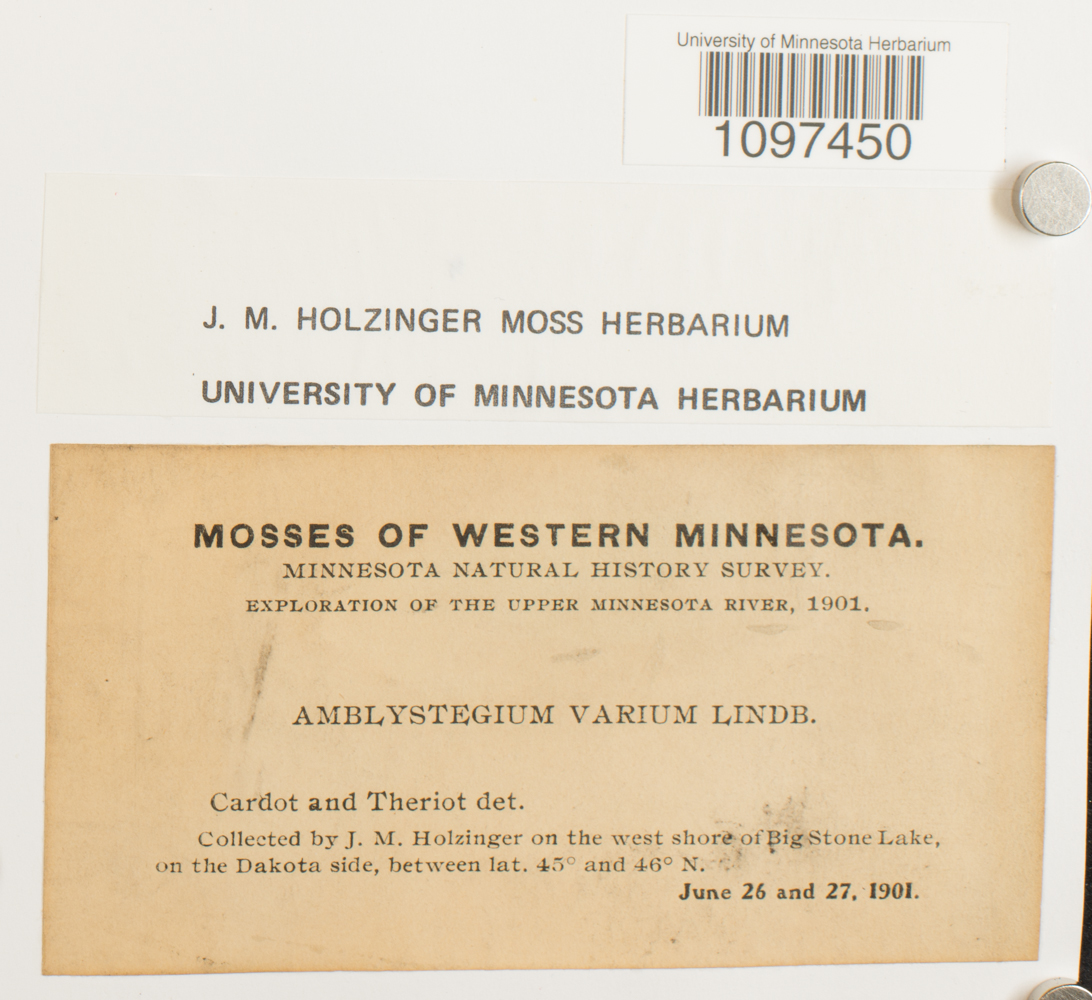 University of Minnesota Herbarium
1097450
J. M. HOLZINGER MOSS HERBARIUM
UNIVERSITY OF MINNESOTA HERBARIUM
MOSSES OF WESTERN MINNESOTA.
MINNESOTA NATURAL HISTORY SURVEY.
EXPLORATION OF THE UPPER MINNESOTA RIVER, 1901.
AMBLYSTEGIUM VARIUM LINDB.
Cardot and Theriot det.
Collected by J. M. Holzinger on the west shore of Big Stone Lake,
on the Dakota side, between lat. 45° and 46° N.
June 26 and 27, 1901.